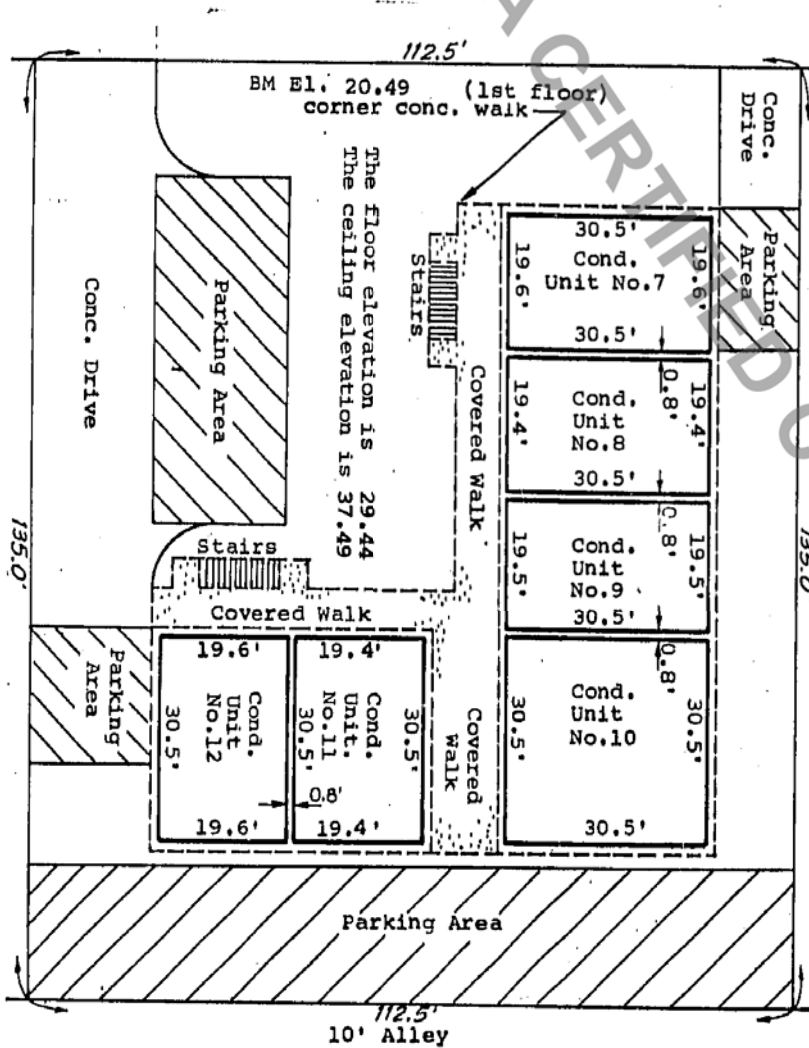 112.5'
BM El. 20.49 (1st floor)
corner conc. walk
A CERTIFIED C
Conc.
Drive
Parking
Area
The floor elevation is 29.44
The ceiling elevation is 37.49
Stairs
30.5'
19.6'
Cond.
Unit No.7
19.6'
30.5'
Conc. Drive
Parking Area
Covered Walk
0.8'
19.4'
Cond.
Unit
No.8
19.4'
30.5'
0.8'
19.5'
Cond.
Unit
No.9
19.5'
30.5'
135.0'
135.0'
Stairs
Covered Walk
0.8'
Parking
Area
19.6'
Cond.
Unit
No.12
30.5'
19.6'
19.4'
Cond.
Unit.
No.11
30.5'
30.5'
0.8'
19.4'
Covered
Walk
30.5'
Cond.
Unit
No.10
30.5'
30.5'
Parking Area
112.5'
10' Alley